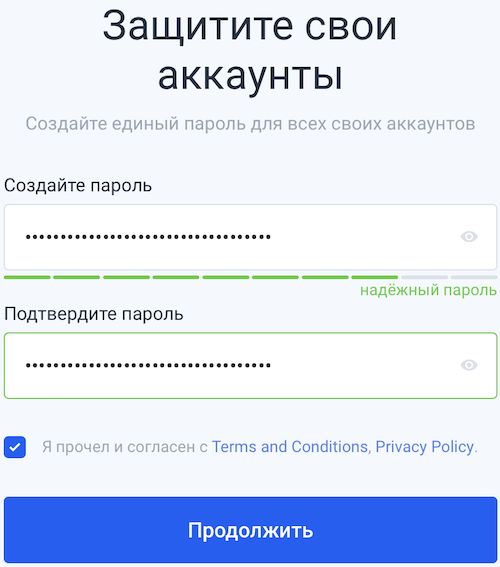 Защитите свои
аккаунты
Создайте единый пароль для всех своих аккаунтов
Создайте пароль
•••••••••••••••••••••••••••••••••••
надёжный пароль
Подтвердите пароль
•••••••••••••••••••••••••••••••••••
Я прочел и согласен с Terms and Conditions, Privacy Policy.
Продолжить